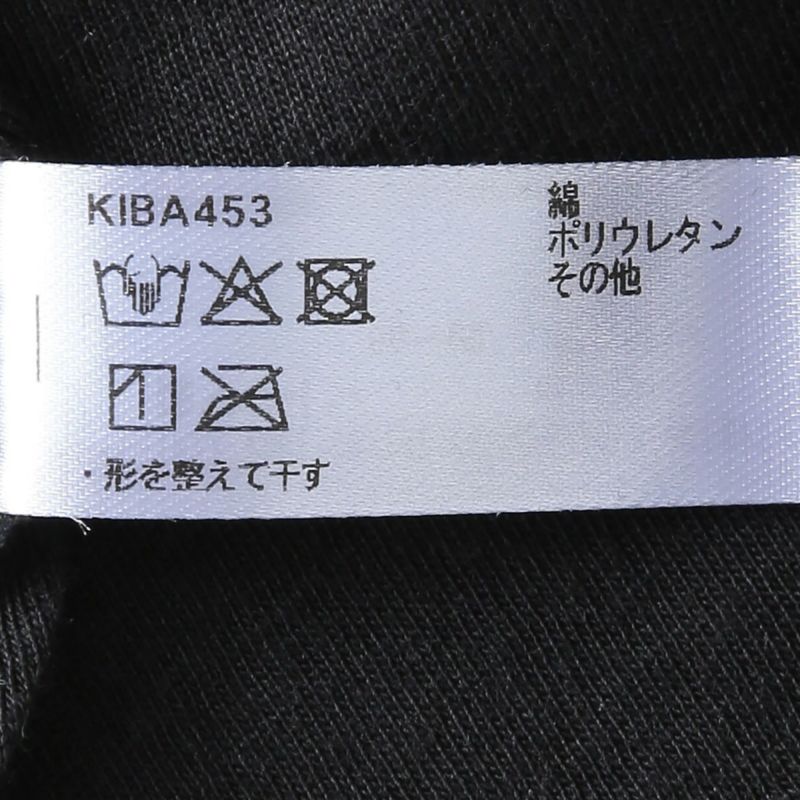 KIBA453
綿
ポリウレタン
その他
・形を整えて干す